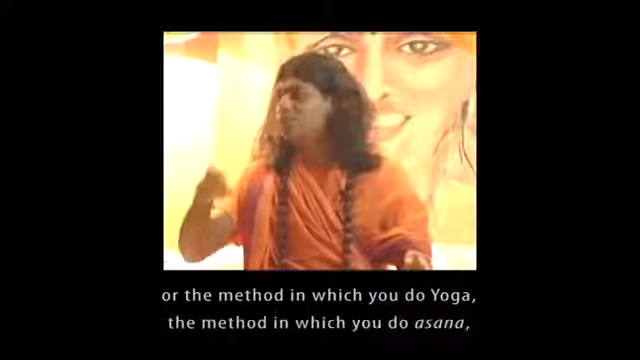 or the method in which you do Yoga,
the method in which you do asana,